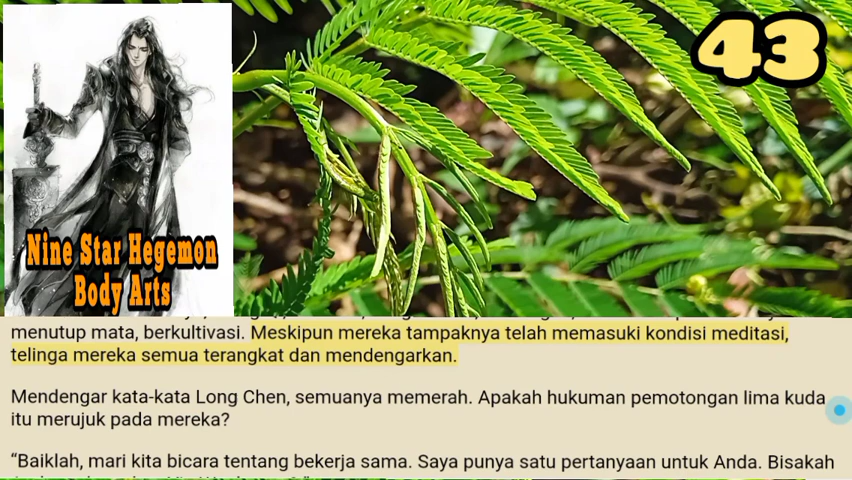 43
Nine Star Hegemon
Body Arts
menutup mata, berkultivasi. Meskipun mereka tampaknya telah memasuki kondisi meditasi,
telinga mereka semua terangkat dan mendengarkan.
Mendengar kata-kata Long Chen, semuanya memerah. Apakah hukuman pemotongan lima kuda
itu merujuk pada mereka?
“Baiklah, mari kita bicara tentang bekerja sama. Saya punya satu pertanyaan untuk Anda. Bisakah